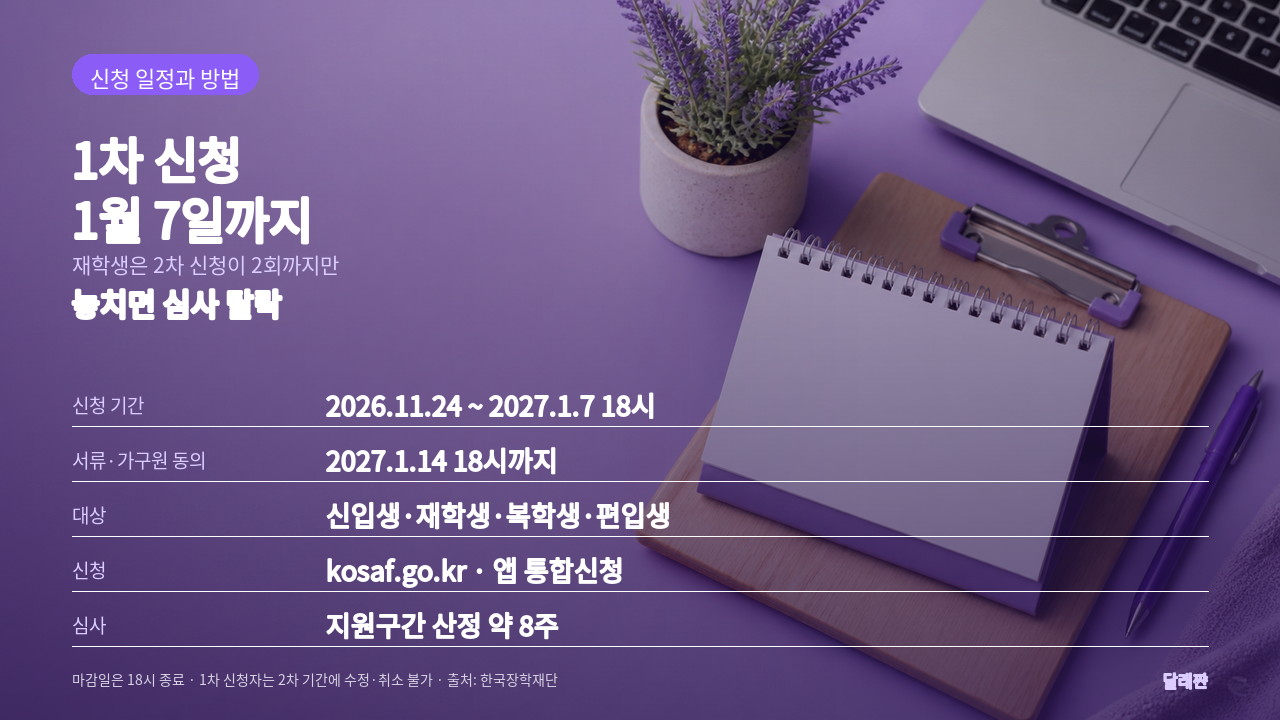 신청 일정과 방법
1차 신청
1월 7일까지
재학생은 2차 신청이 2회까지만
놓치면 심사 탈락
신청 기간 2026.11.24 ~ 2027.1.7 18시
서류·가구원 동의 2027.1.14 18시까지
대상 신입생·재학생·복학생·편입생
신청 kosaf.go.kr · 앱 통합신청
심사 지원구간 산정 약 8주
마감일은 18시 종료 · 1차 신청자는 2차 기간에 수정·취소 불가 · 출처: 한국장학재단
달레짠